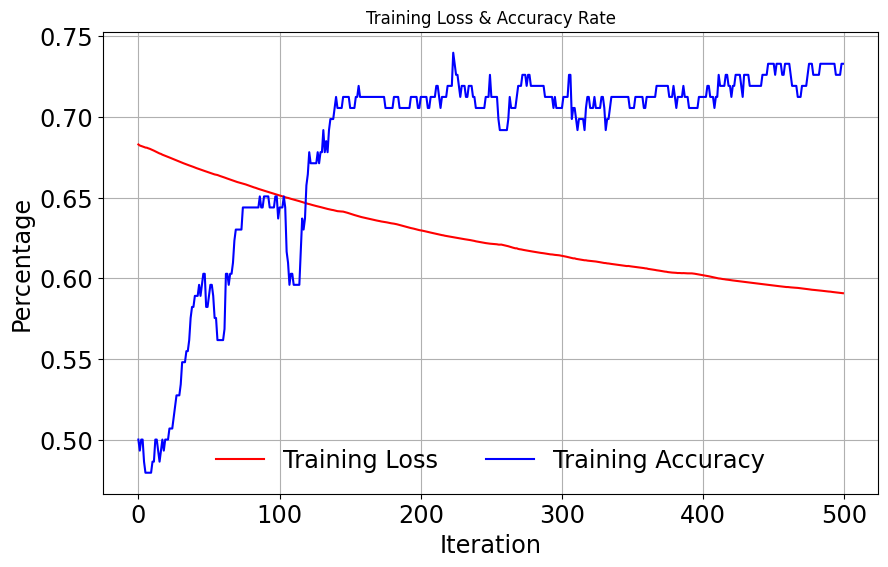 Training Loss & Accuracy Rate
0.75
0.70
0.65
0.60
0.55
0.50
Percentage
Training Loss
Training Accuracy
0 100 200 300 400 500
Iteration